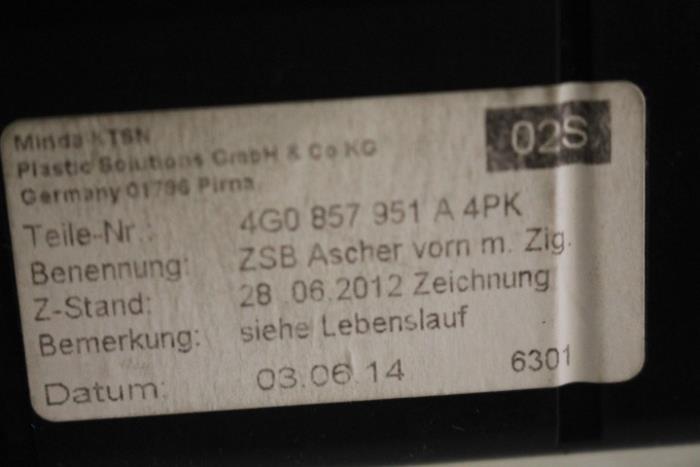 Minda KTSN
Plastic Solutions GmbH & Co KG
Germany 01796 Pirna
02S
Teile-Nr.: 4G0 857 951 A 4PK
Benennung: ZSB Ascher vorn m. Zig.
Z-Stand: 28 .06.2012 Zeichnung
Bemerkung: siehe Lebenslauf
Datum: 03.06.14 6301